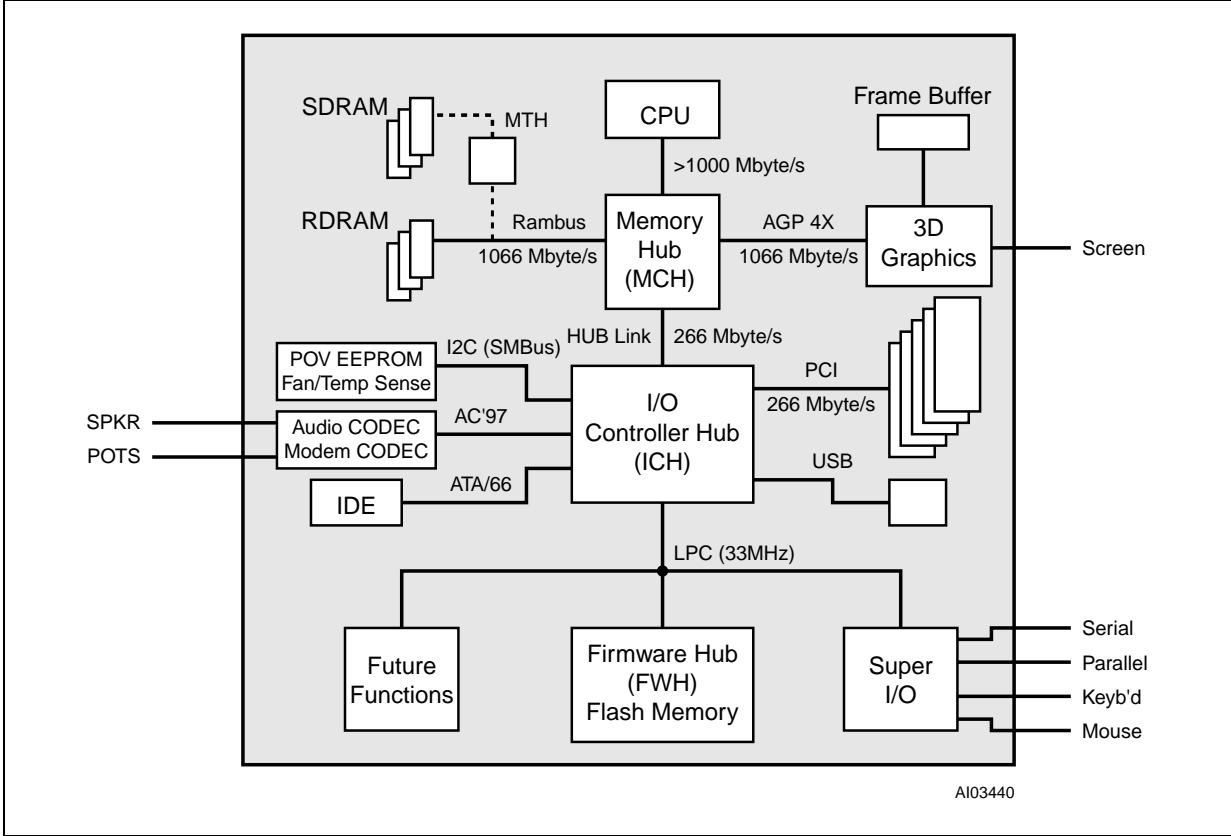 SDRAM
MTH
CPU
Frame Buffer
>1000 Mbyte/s
RDRAM
Rambus
1066 Mbyte/s
Memory
Hub
(MCH)
AGP 4X
1066 Mbyte/s
3D
Graphics
Screen
HUB Link
266 Mbyte/s
POV EEPROM
Fan/Temp Sense
I2C (SMBus)
SPKR
POTS
Audio CODEC
Modem CODEC
AC'97
I/O
Controller Hub
(ICH)
PCI
266 Mbyte/s
IDE
ATA/66
USB
LPC (33MHz)
Future
Functions
Firmware Hub
(FWH)
Flash Memory
Super
I/O
Serial
Parallel
Keyb'd
Mouse
AI03440